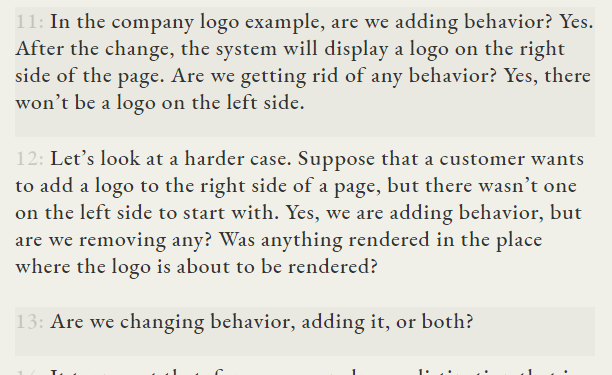 11: In the company logo example, are we adding behavior? Yes.
After the change, the system will display a logo on the right
side of the page. Are we getting rid of any behavior? Yes, there
won't be a logo on the left side.
12: Let's look at a harder case. Suppose that a customer wants
to add a logo to the right side of a page, but there wasn't one
on the left side to start with. Yes, we are adding behavior, but
are we removing any? Was anything rendered in the place
where the logo is about to be rendered?
13: Are we changing behavior, adding it, or both?